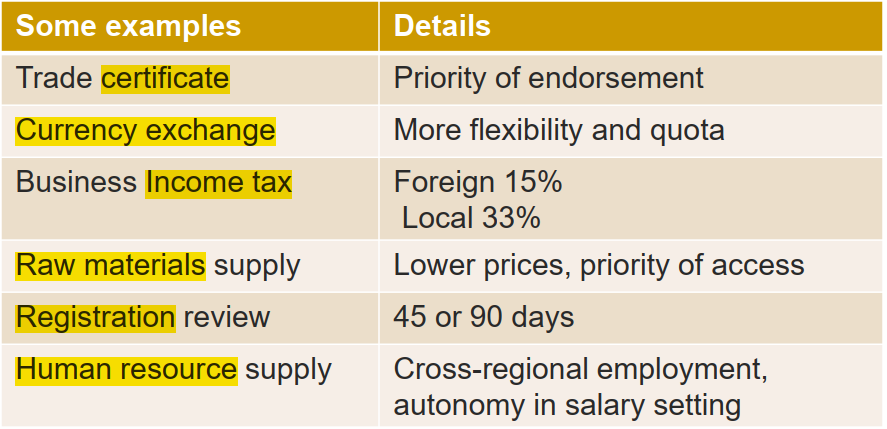 Some examples Details
Trade certificate Priority of endorsement
Currency exchange More flexibility and quota
Business Income tax Foreign 15%
Local 33%
Raw materials supply Lower prices, priority of access
Registration review 45 or 90 days
Human resource supply Cross-regional employment,
autonomy in salary setting